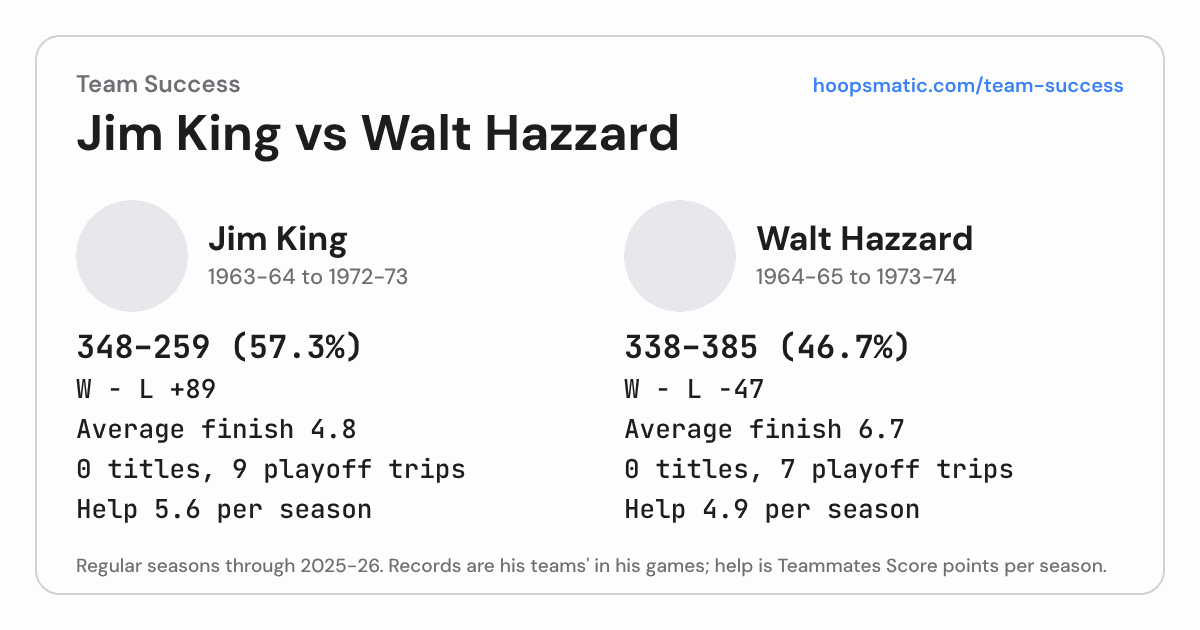 Team Success
hoopsmatic.com/team-success
Jim King vs Walt Hazzard
Jim King
1963-64 to 1972-73
348-259 (57.3%)
W - L +89
Average finish 4.8
0 titles, 9 playoff trips
Help 5.6 per season
Walt Hazzard
1964-65 to 1973-74
338-385 (46.7%)
W - L -47
Average finish 6.7
0 titles, 7 playoff trips
Help 4.9 per season
Regular seasons through 2025-26. Records are his teams' in his games; help is Teammates Score points per season.